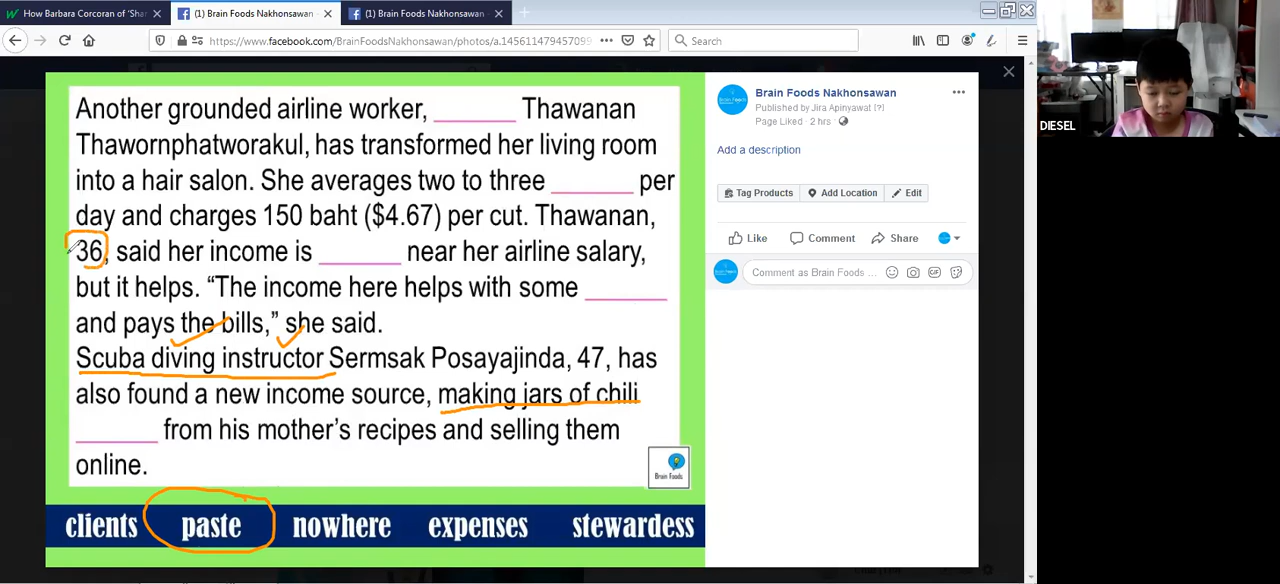 How Barbara Corcoran of 'Shar
(1) Brain Foods Nakhonsawan
(1) Brain Foods Nakhonsawan
https://www.facebook.com/BrainFoodsNakhonsawan/photos/a.145611479457099
Search
Another grounded airline worker, ______ Thawanan
Thawornphatworakul, has transformed her living room
into a hair salon. She averages two to three ______ per
day and charges 150 baht ($4.67) per cut. Thawanan,
36, said her income is ______ near her airline salary,
but it helps. “The income here helps with some ______
and pays the bills,” she said.
Scuba diving instructor Sermsak Posayajinda, 47, has
also found a new income source, making jars of chili
______ from his mother’s recipes and selling them
online.
Brain Foods
clients paste nowhere expenses stewardess
Brain Foods Nakhonsawan
Published by Jira Apinyawat [?]
Page Liked · 2 hrs ·
Add a description
Tag Products Add Location Edit
Like Comment Share
Comment as Brain Foods ...
GIF
DIESEL